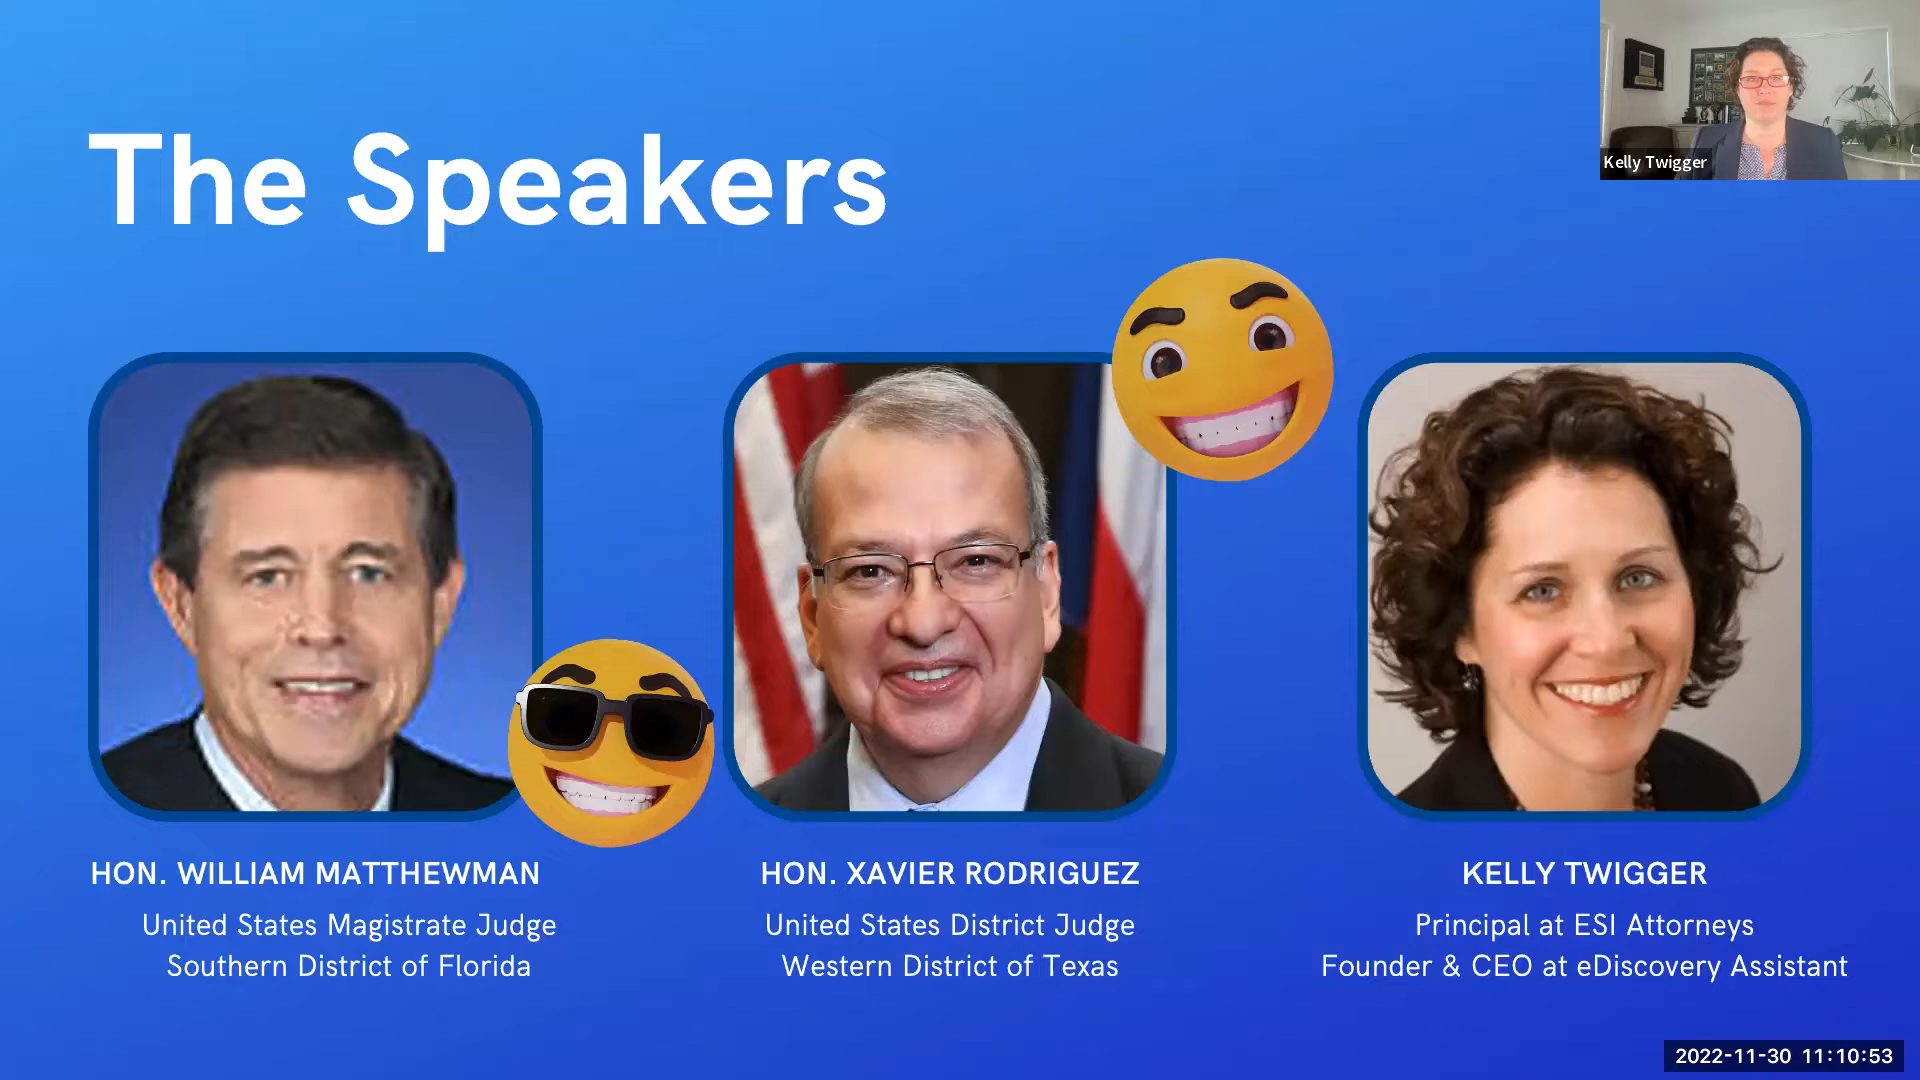 Kelly Twigger
The Speakers
HON. WILLIAM MATTHEWMAN
United States Magistrate Judge
Southern District of Florida
HON. XAVIER RODRIGUEZ
United States District Judge
Western District of Texas
KELLY TWIGGER
Principal at ESI Attorneys
Founder & CEO at eDiscovery Assistant
2022-11-30 11:10:53